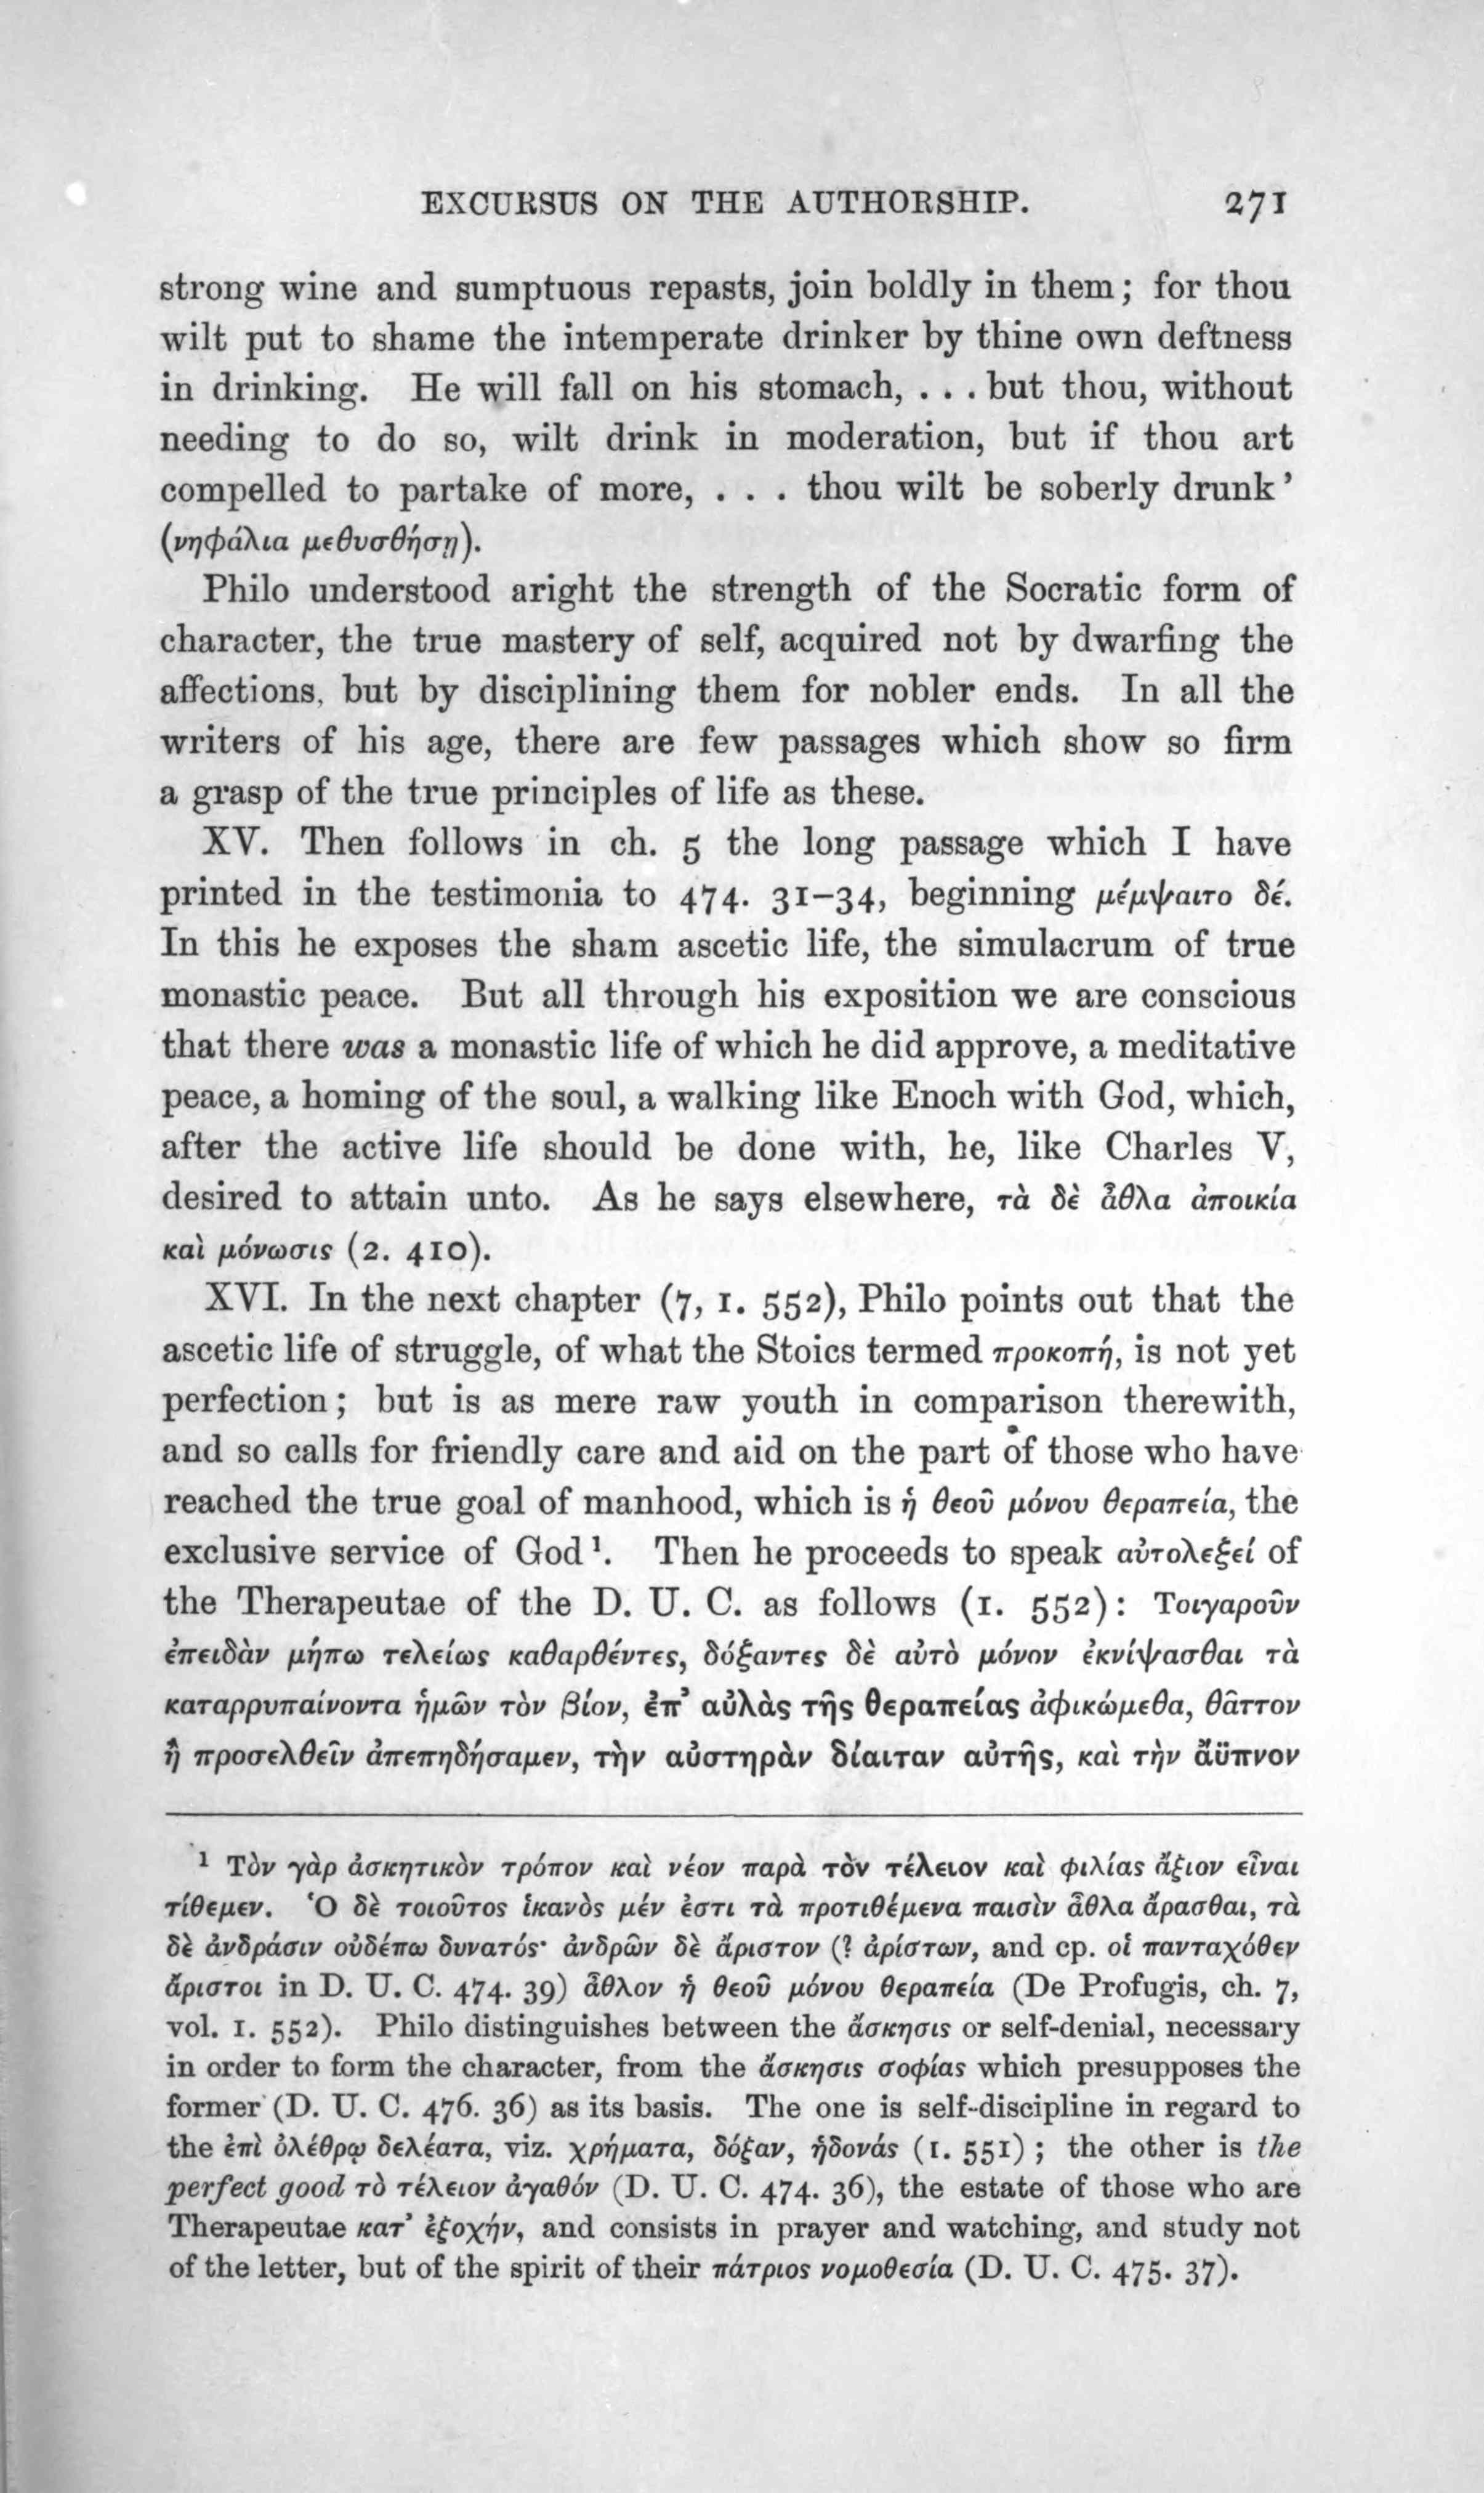 EXCURSUS ON THE AUTHORSHIP. 271
strong wine and sumptuous repasts, join boldly in them; for thou
wilt put to shame the intemperate drinker by thine own deftness
in drinking. He will fall on his stomach, . . . but thou, without
needing to do so, wilt drink in moderation, but if thou art
compelled to partake of more, . . . thou wilt be soberly drunk’
(νηφάλια μεθυσθήσῃ).
Philo understood aright the strength of the Socratic form of
character, the true mastery of self, acquired not by dwarfing the
affections, but by disciplining them for nobler ends. In all the
writers of his age, there are few passages which show so firm
a grasp of the true principles of life as these.
XV. Then follows in ch. 5 the long passage which I have
printed in the testimonia to 474. 31–34, beginning μέμψαιτο δέ.
In this he exposes the sham ascetic life, the simulacrum of true
monastic peace. But all through his exposition we are conscious
that there was a monastic life of which he did approve, a meditative
peace, a homing of the soul, a walking like Enoch with God, which,
after the active life should be done with, he, like Charles V,
desired to attain unto. As he says elsewhere, τὰ δὲ ἆθλα ἀποικία
καὶ μόνωσις (2. 410).
XVI. In the next chapter (7, 1. 552), Philo points out that the
ascetic life of struggle, of what the Stoics termed προκοπή, is not yet
perfection; but is as mere raw youth in comparison therewith,
and so calls for friendly care and aid on the part of those who have
reached the true goal of manhood, which is ἡ θεοῦ μόνου θεραπεία, the
exclusive service of God¹. Then he proceeds to speak αὐτολεξεί of
the Therapeutae of the D. U. C. as follows (1. 552): Τοιγαροῦν
ἐπειδὰν μήπω τελείως καθαρθέντες, δόξαντες δὲ αὐτὸ μόνον ἐκνίψασθαι τὰ
καταρρυπαίνοντα ἡμῶν τὸν βίον, ἐπ’ αὐλὰς τῆς θεραπείας ἀφικώμεθα, θᾶττον
ἢ προσελθεῖν ἀπεπηδήσαμεν, τὴν αὐστηρὰν δίαιταν αὐτῆς, καὶ τὴν ἄϋπνον
¹ Τὸν γὰρ ἀσκητικὸν τρόπον καὶ νέον παρὰ τὸν τέλειον καὶ φιλίας ἄξιον εἶναι
τίθεμεν. Ὁ δὲ τοιοῦτος ἱκανὸς μέν ἐστι τὰ προτιθέμενα παισὶν ἆθλα ἄρασθαι, τὰ
δὲ ἀνδράσιν οὐδέπω δυνατός· ἀνδρῶν δὲ ἄριστον (? ἀρίστων, and cp. οἱ πανταχόθεν
ἄριστοι in D. U. C. 474. 39) ἆθλον ἡ θεοῦ μόνου θεραπεία (De Profugis, ch. 7,
vol. 1. 552). Philo distinguishes between the ἄσκησις or self-denial, necessary
in order to form the character, from the ἄσκησις σοφίας which presupposes the
former (D. U. C. 476. 36) as its basis. The one is self-discipline in regard to
the ἐπὶ ὀλέθρῳ δελέατα, viz. χρήματα, δόξαν, ἡδονάς (1. 551); the other is the
perfect good τὸ τέλειον ἀγαθόν (D. U. C. 474. 36), the estate of those who are
Therapeutae κατ’ ἐξοχήν, and consists in prayer and watching, and study not
of the letter, but of the spirit of their πάτριος νομοθεσία (D. U. C. 475. 37).